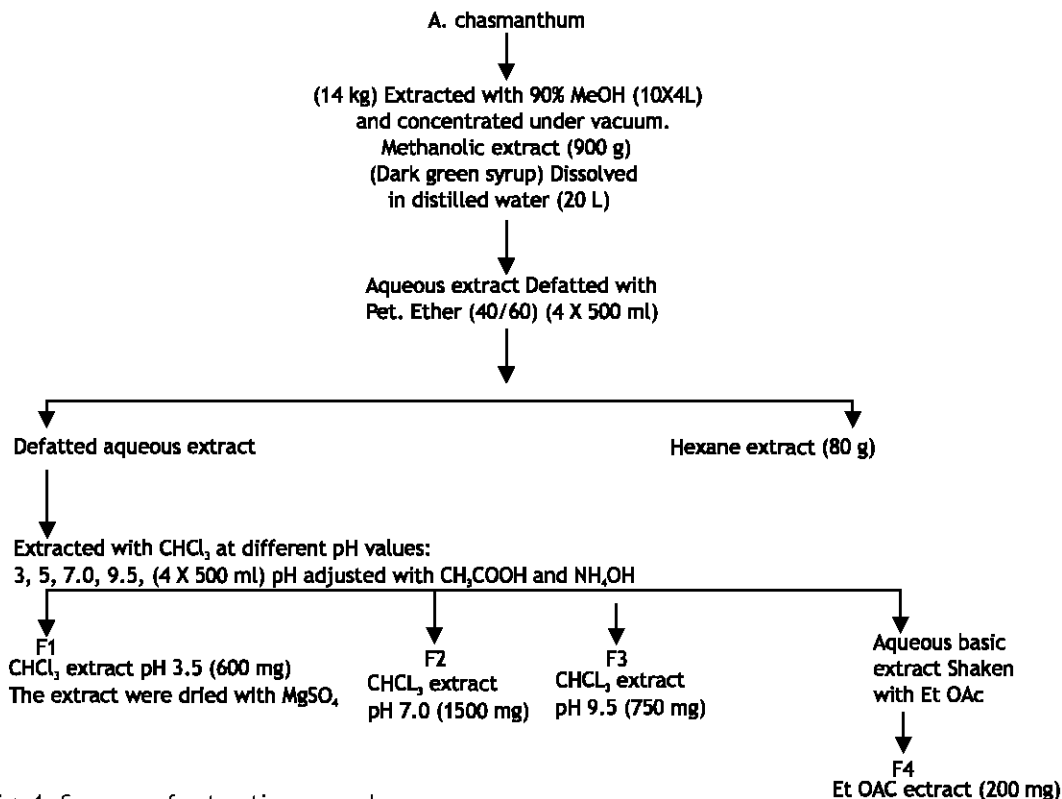 A. chasmanthum
(14 kg) Extracted with 90% MeOH (10X4L)
and concentrated under vacuum.
Methanolic extract (900 g)
(Dark green syrup) Dissolved
in distilled water (20 L)
Aqueous extract Defatted with
Pet. Ether (40/60) (4 X 500 ml)
Defatted aqueous extract
Hexane extract (80 g)
Extracted with CHCl₃ at different pH values:
3, 5, 7.0, 9.5, (4 X 500 ml) pH adjusted with CH₃COOH and NH₄OH
F1
CHCl₃ extract pH 3.5 (600 mg)
The extract were dried with MgSO₄
F2
CHCL₃ extract
pH 7.0 (1500 mg)
F3
CHCL₃ extract
pH 9.5 (750 mg)
Aqueous basic
extract Shaken
with Et OAc
F4
Et OAC ectract (200 mg)